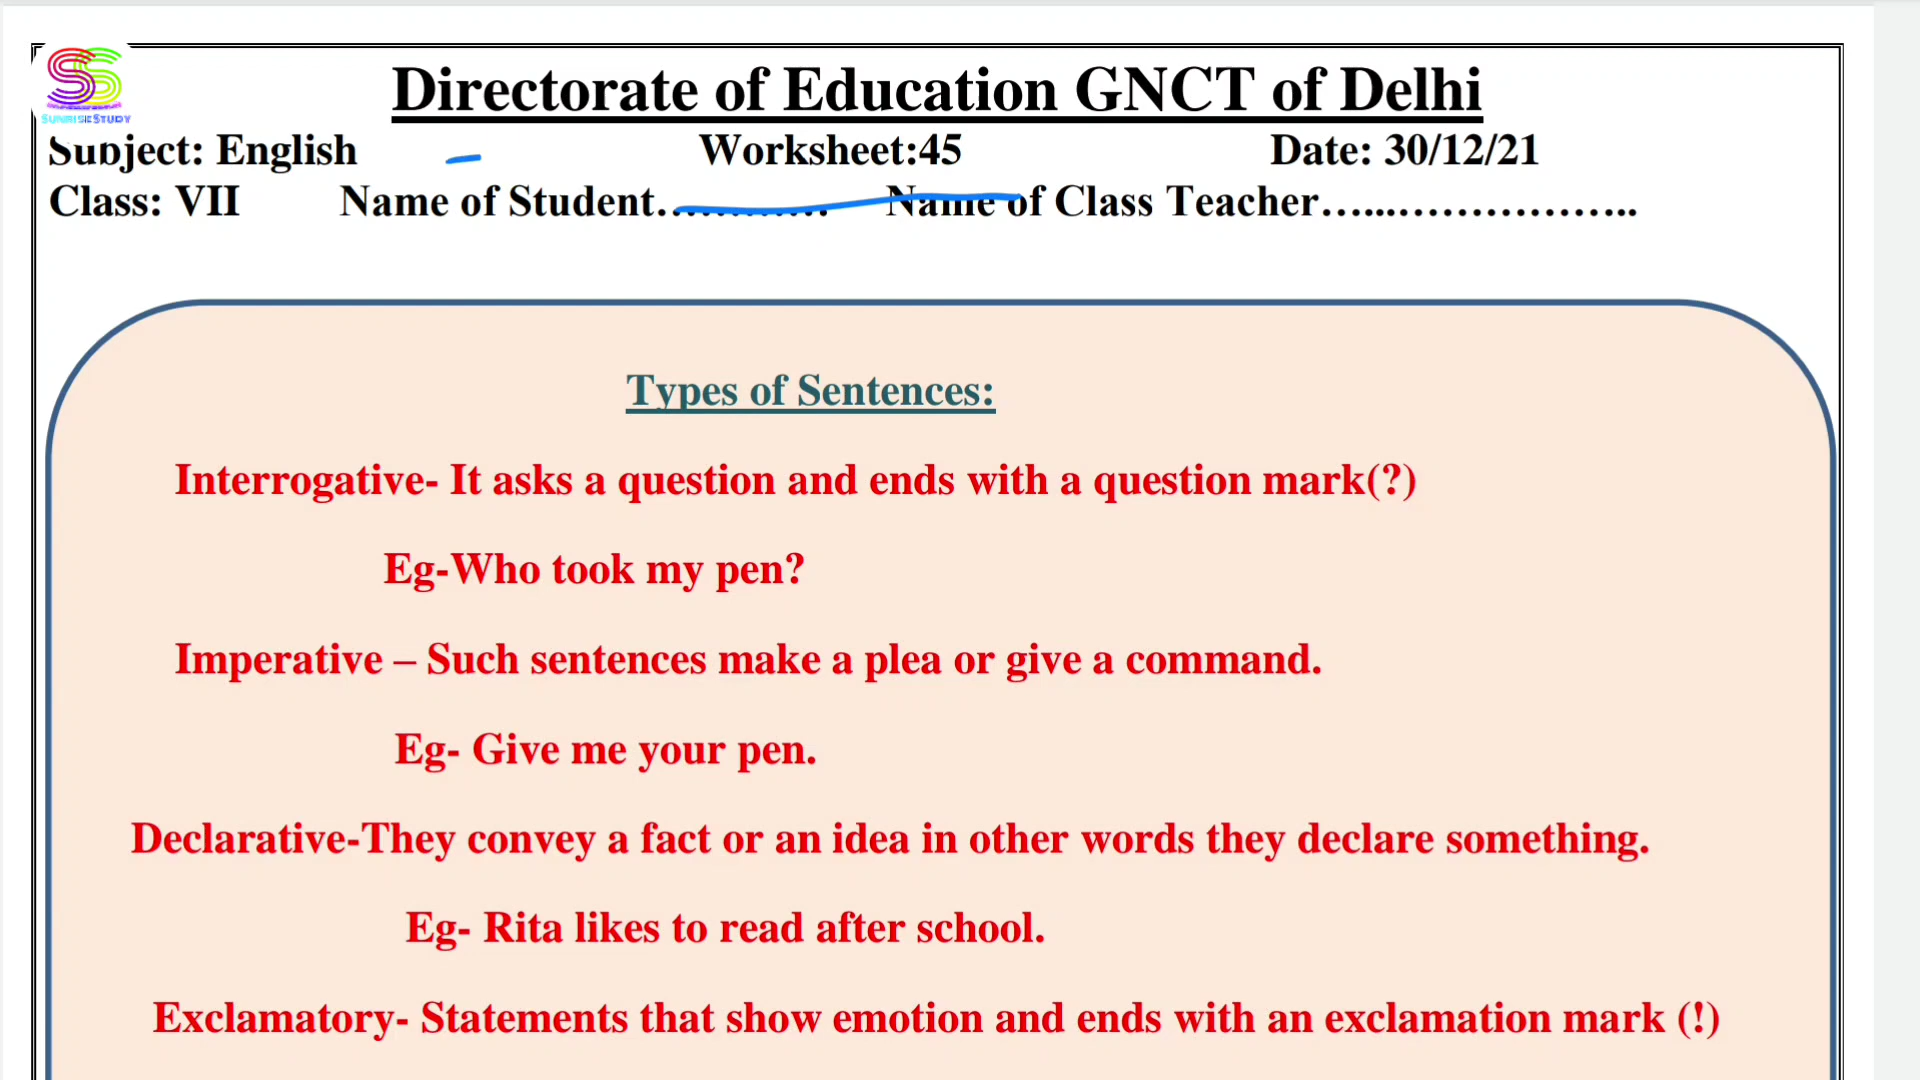 Directorate of Education GNCT of Delhi
SUNRISE STUDY
Subject: English Worksheet:45 Date: 30/12/21
Class: VII Name of Student............ Name of Class Teacher.........................
Types of Sentences:
Interrogative- It asks a question and ends with a question mark(?)
Eg-Who took my pen?
Imperative – Such sentences make a plea or give a command.
Eg- Give me your pen.
Declarative-They convey a fact or an idea in other words they declare something.
Eg- Rita likes to read after school.
Exclamatory- Statements that show emotion and ends with an exclamation mark (!)